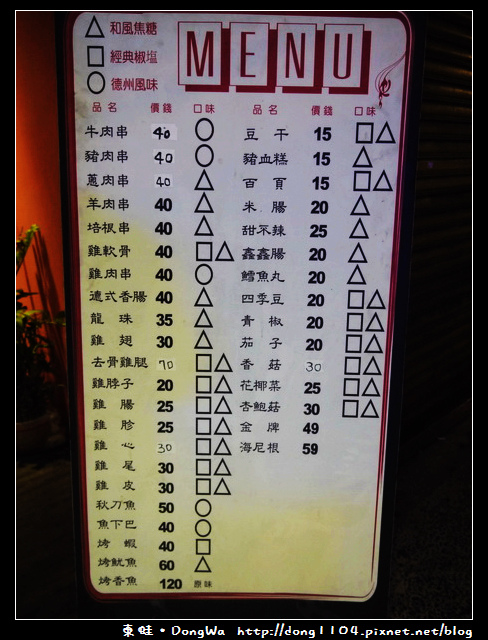 △ 和風焦糖
□ 經典椒塩
○ 德州風味
MENU
品名 價錢 口味
牛肉串 40 ○
豬肉串 40 ○
蔥肉串 40 △
羊肉串 40 △
培根串 40 △
雞軟骨 40 □△
雞肉串 40 ○
德式香腸 40 △
龍珠 35 △
雞翅 30 △
去骨雞腿 70 □△
雞脖子 20 □△
雞腸 25 □△
雞胗 25 □△
雞心 30 □△
雞尾 30 □△
雞皮 30 □△
秋刀魚 50 ○
魚下巴 40 ○
烤蝦 40 □
烤魷魚 60 △
烤香魚 120 原味
品名 價錢 口味
豆干 15 □△
豬血糕 15 △
百頁 15 □△
米腸 20 △
甜不辣 25 △
鑫鑫腸 20 △
鱈魚丸 20 △
四季豆 20 □△
青椒 20 □△
茄子 20 □△
香菇 30 □△
花椰菜 25 □△
杏鮑菇 30 □△
金牌 49
海尼根 59
東蛙・DongWa http://dong1104.pixnet.net/blog